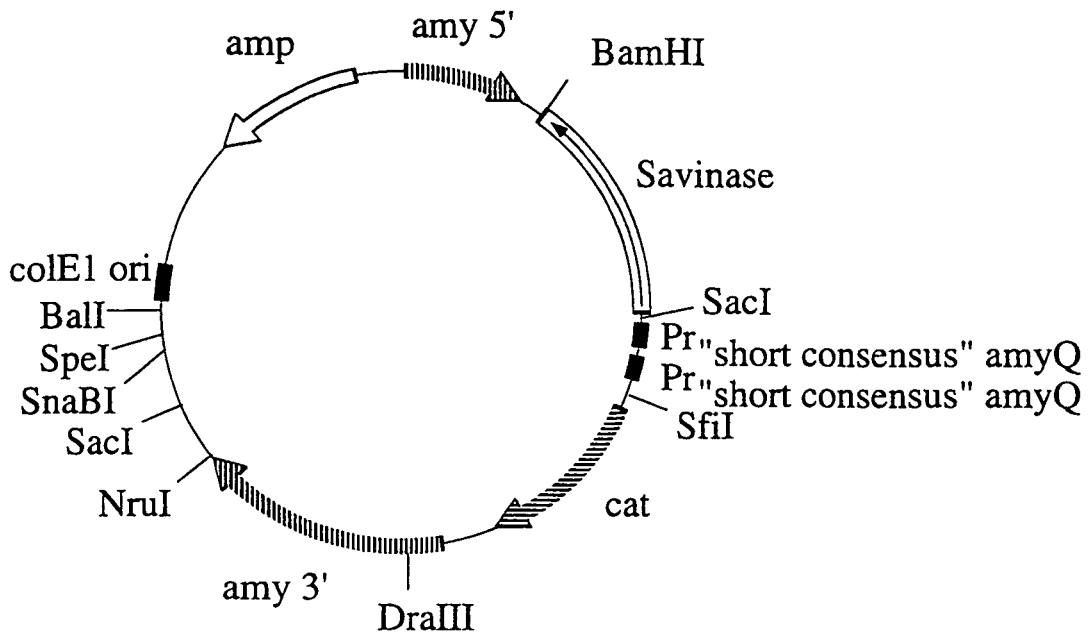 amy 5'
amp
BamHI
Savinase
colE1 ori
BalI
SacI
Pr"short consensus" amyQ
SpeI
Pr"short consensus" amyQ
SnaBI
SfiI
SacI
NruI
cat
amy 3'
DraIII